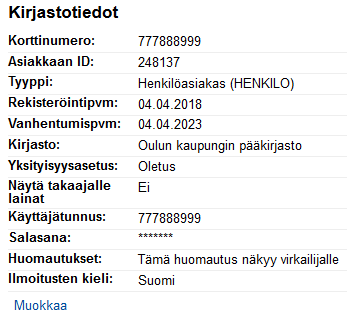 Kirjastotiedot
Korttinumero: 777888999
Asiakkaan ID: 248137
Tyyppi: Henkilöasiakas (HENKILO)
Rekisteröintipvm: 04.04.2018
Vanhentumispvm: 04.04.2023
Kirjasto: Oulun kaupungin pääkirjasto
Yksityisyysasetus: Oletus
Näytä takaajalle Ei
lainat
Käyttäjätunnus: 777888999
Salasana: *******
Huomautukset: Tämä huomautus näkyy virkailijalle
Ilmoitusten kieli: Suomi
Muokkaa